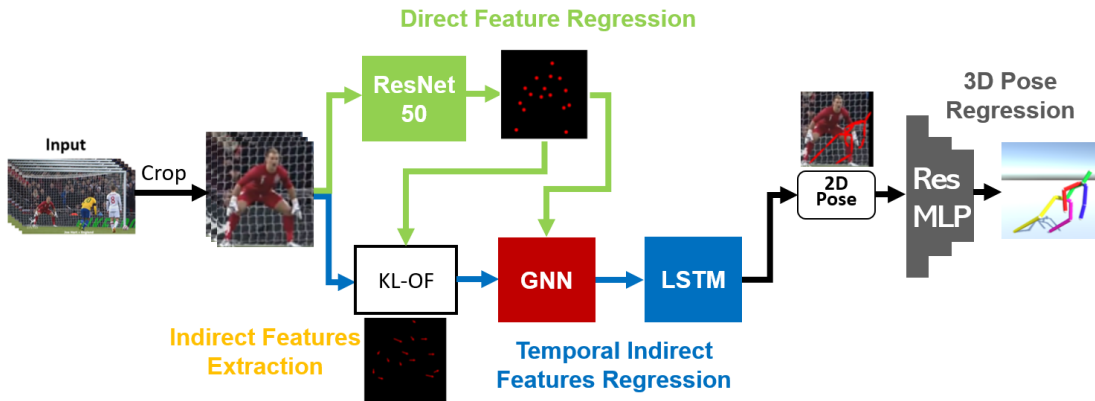 Direct Feature Regression
ResNet
50
3D Pose
Regression
Input
Crop
2D
Pose
Res
MLP
KL-OF
GNN
LSTM
Indirect Features
Extraction
Temporal Indirect
Features Regression